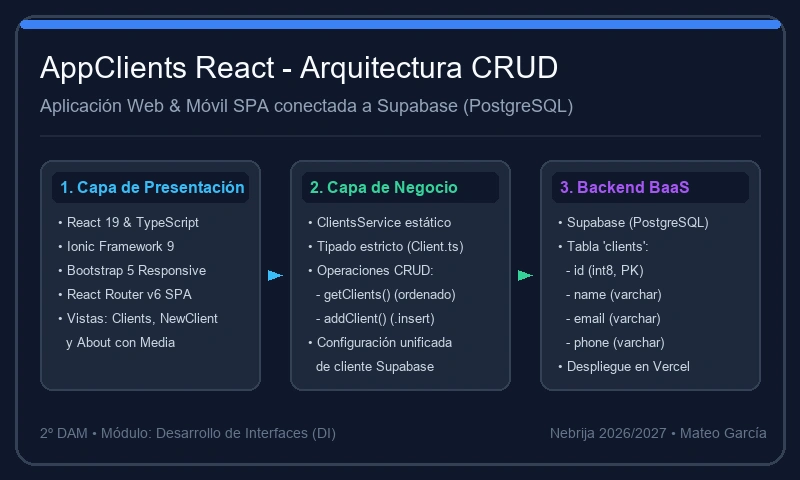 AppClients React - Arquitectura CRUD
Aplicación Web & Móvil SPA conectada a Supabase (PostgreSQL)
1. Capa de Presentación
• React 19 & TypeScript
• Ionic Framework 9
• Bootstrap 5 Responsive
• React Router v6 SPA
• Vistas: Clients, NewClient
y About con Media
2. Capa de Negocio
• ClientsService estático
• Tipado estricto (Client.ts)
• Operaciones CRUD:
- getClients() (ordenado)
- addClient() (.insert)
• Configuración unificada
de cliente Supabase
3. Backend BaaS
• Supabase (PostgreSQL)
• Tabla 'clients':
- id (int8, PK)
- name (varchar)
- email (varchar)
- phone (varchar)
• Despliegue en Vercel
2º DAM • Módulo: Desarrollo de Interfaces (DI)
Nebrija 2026/2027 • Mateo García